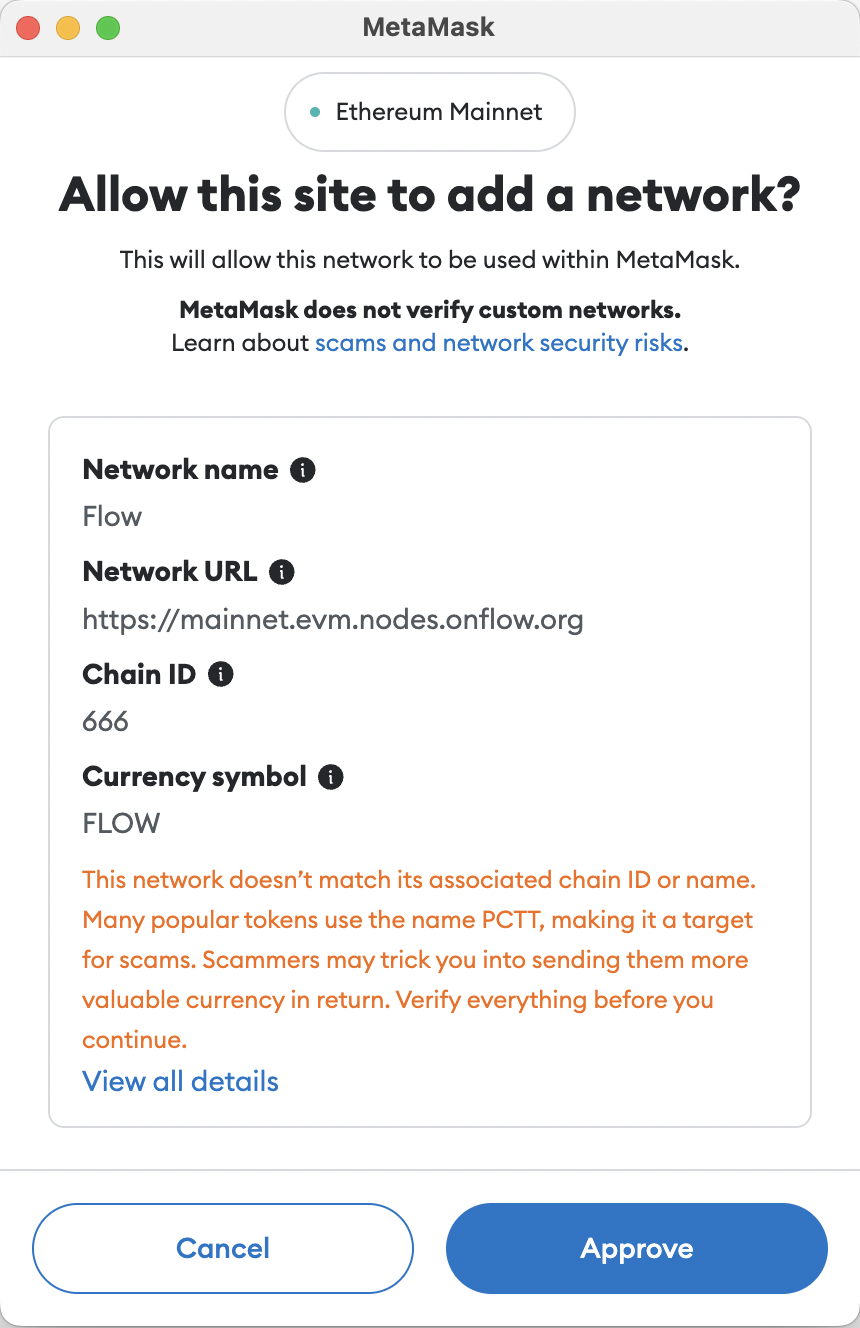 MetaMask
Ethereum Mainnet
Allow this site to add a network?
This will allow this network to be used within MetaMask.
MetaMask does not verify custom networks.
Learn about scams and network security risks.
Network name
Flow
Network URL
https://mainnet.evm.nodes.onflow.org
Chain ID
666
Currency symbol
FLOW
This network doesn’t match its associated chain ID or name.
Many popular tokens use the name PCTT, making it a target
for scams. Scammers may trick you into sending them more
valuable currency in return. Verify everything before you
continue.
View all details
Cancel
Approve